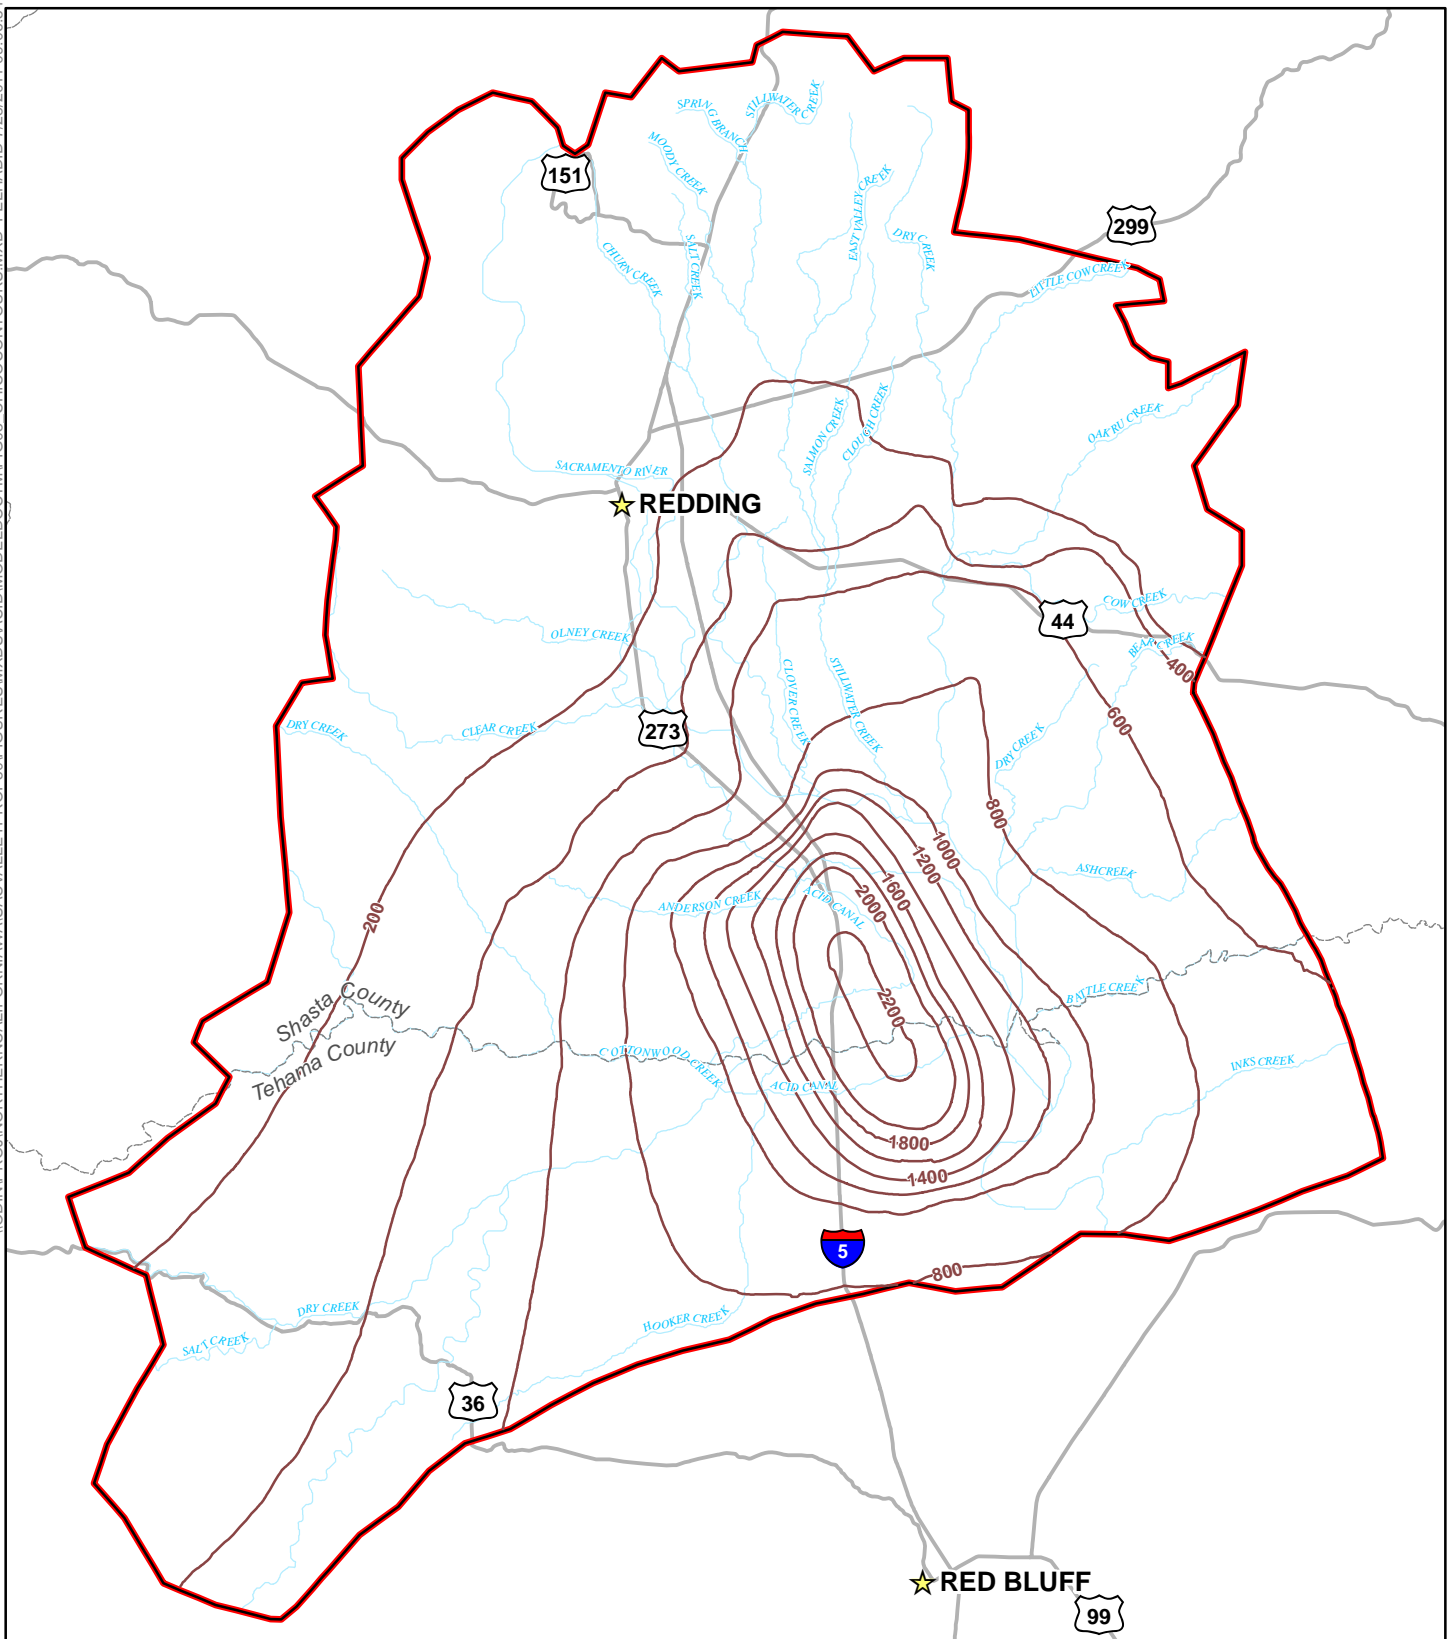 SPRING BRANCH
STILLWATER CREEK
MOODY CREEK
151
EAST VALLEY CREEK
299
DRY CREEK
SALT CREEK
CHURN CREEK
LITTLE COW CREEK
SALMON CREEK
CLOUGH CREEK
OAK RU CREEK
SACRAMENTO RIVER
REDDING
COW CREEK
44
OLNEY CREEK
BEAR CREEK
400
CLOVER CREEK
STILLWATER CREEK
600
DRY CREEK
CLEAR CREEK
273
DRY CREEK
800
1000
1200
ASH CREEK
1600
2000
ANDERSON CREEK
ACID CANAL
200
Shasta County
BATTLE CREEK
2200
Tehama County
COTTONWOOD CREEK
ACID CANAL
INKS CREEK
1800
1400
5
800
DRY CREEK
HOOKER CREEK
SALT CREEK
36
RED BLUFF
99